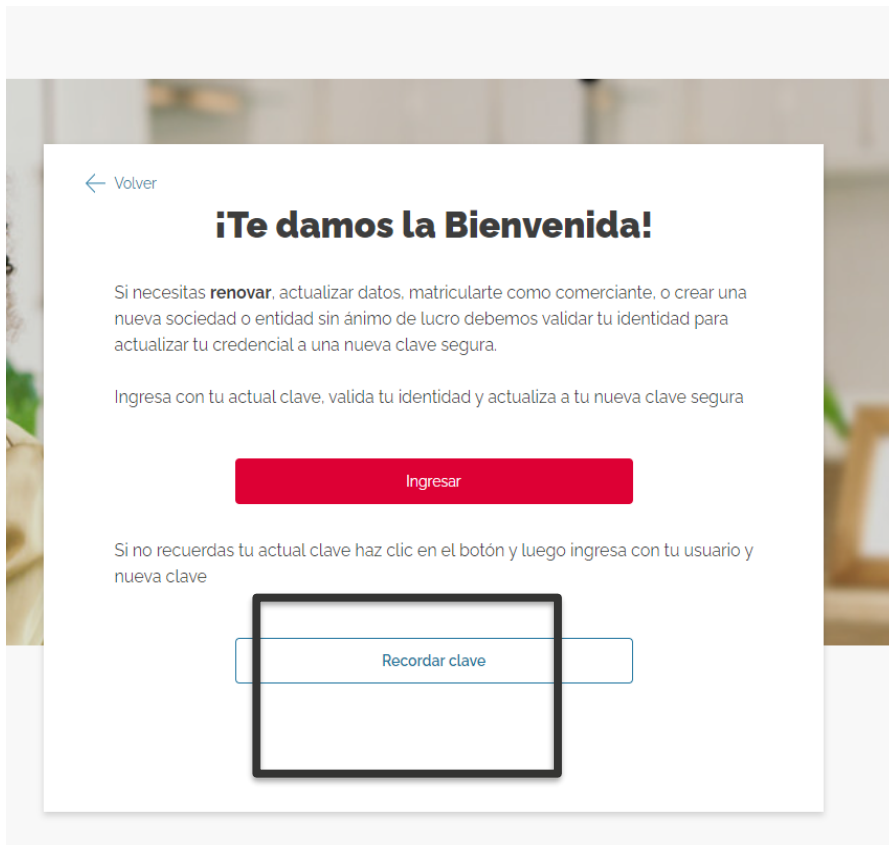 Volver
¡Te damos la Bienvenida!
Si necesitas renovar, actualizar datos, matricularte como comerciante, o crear una
nueva sociedad o entidad sin ánimo de lucro debemos validar tu identidad para
actualizar tu credencial a una nueva clave segura.
Ingresa con tu actual clave, valida tu identidad y actualiza a tu nueva clave segura
Ingresar
Si no recuerdas tu actual clave haz clic en el botón y luego ingresa con tu usuario y
nueva clave
Recordar clave